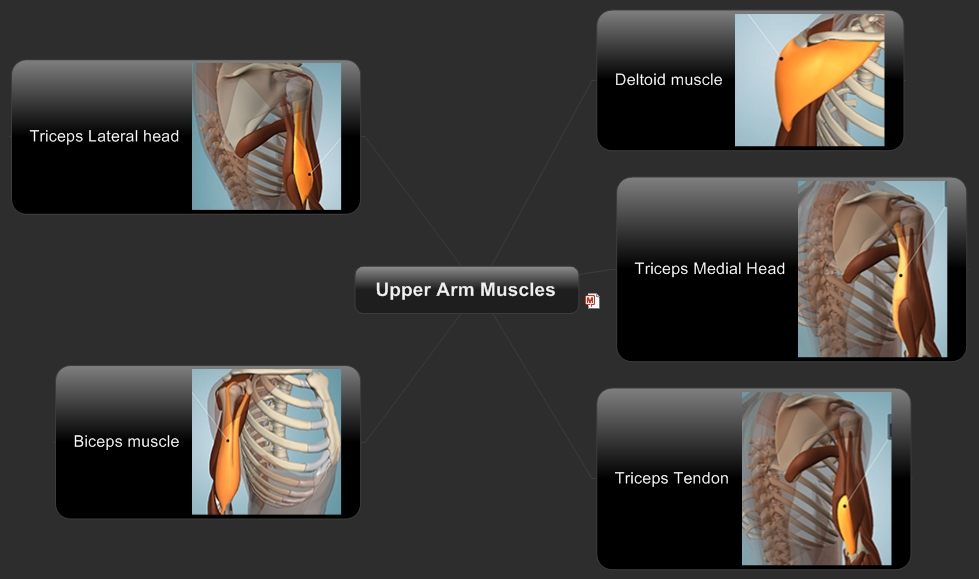 Deltoid muscle
Triceps Lateral head
Triceps Medial Head
Upper Arm Muscles
M
Biceps muscle
Triceps Tendon